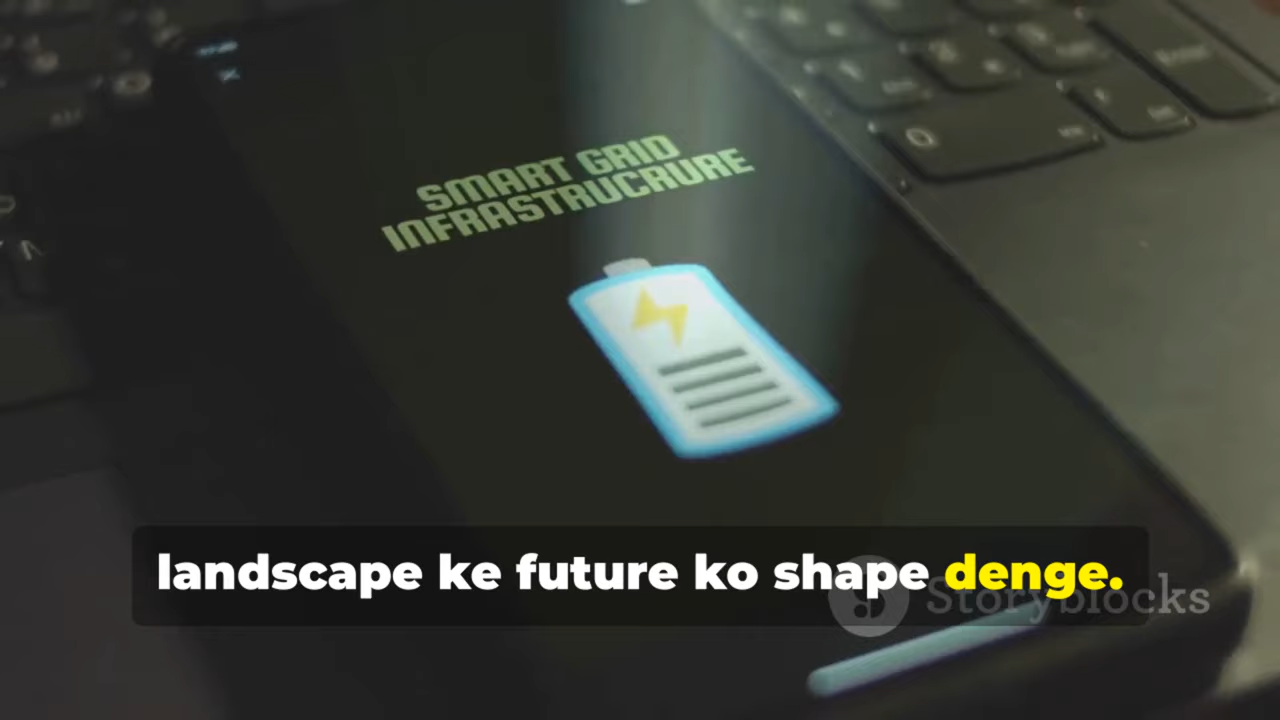 SMART GRID
INFRASTRUCRURE
landscape ke future ko shape denge.
Storyblocks